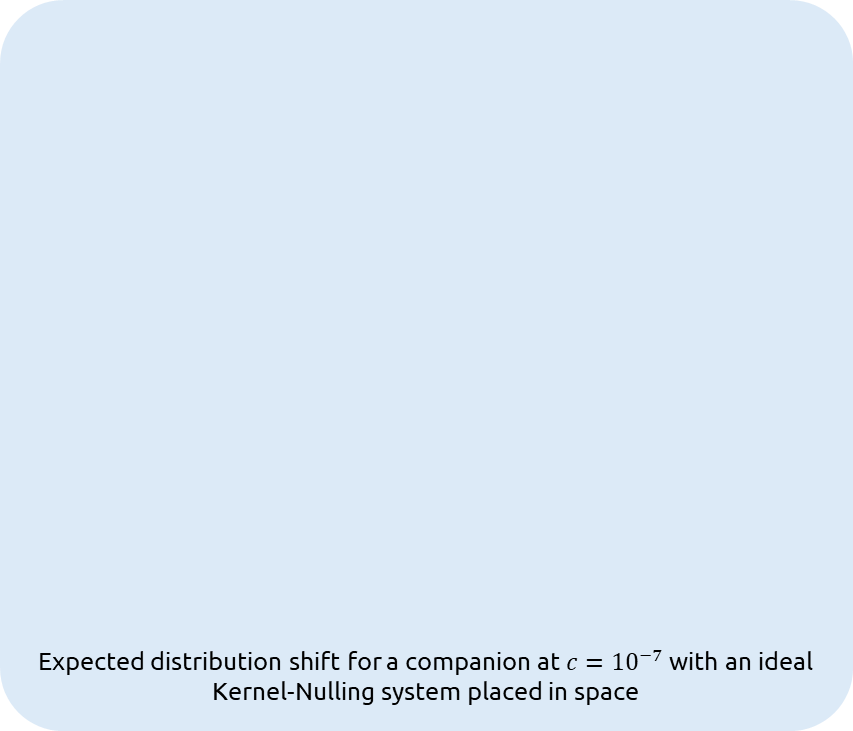 Expected distribution shift for a companion at c = 10⁻⁷ with an ideal
Kernel-Nulling system placed in space